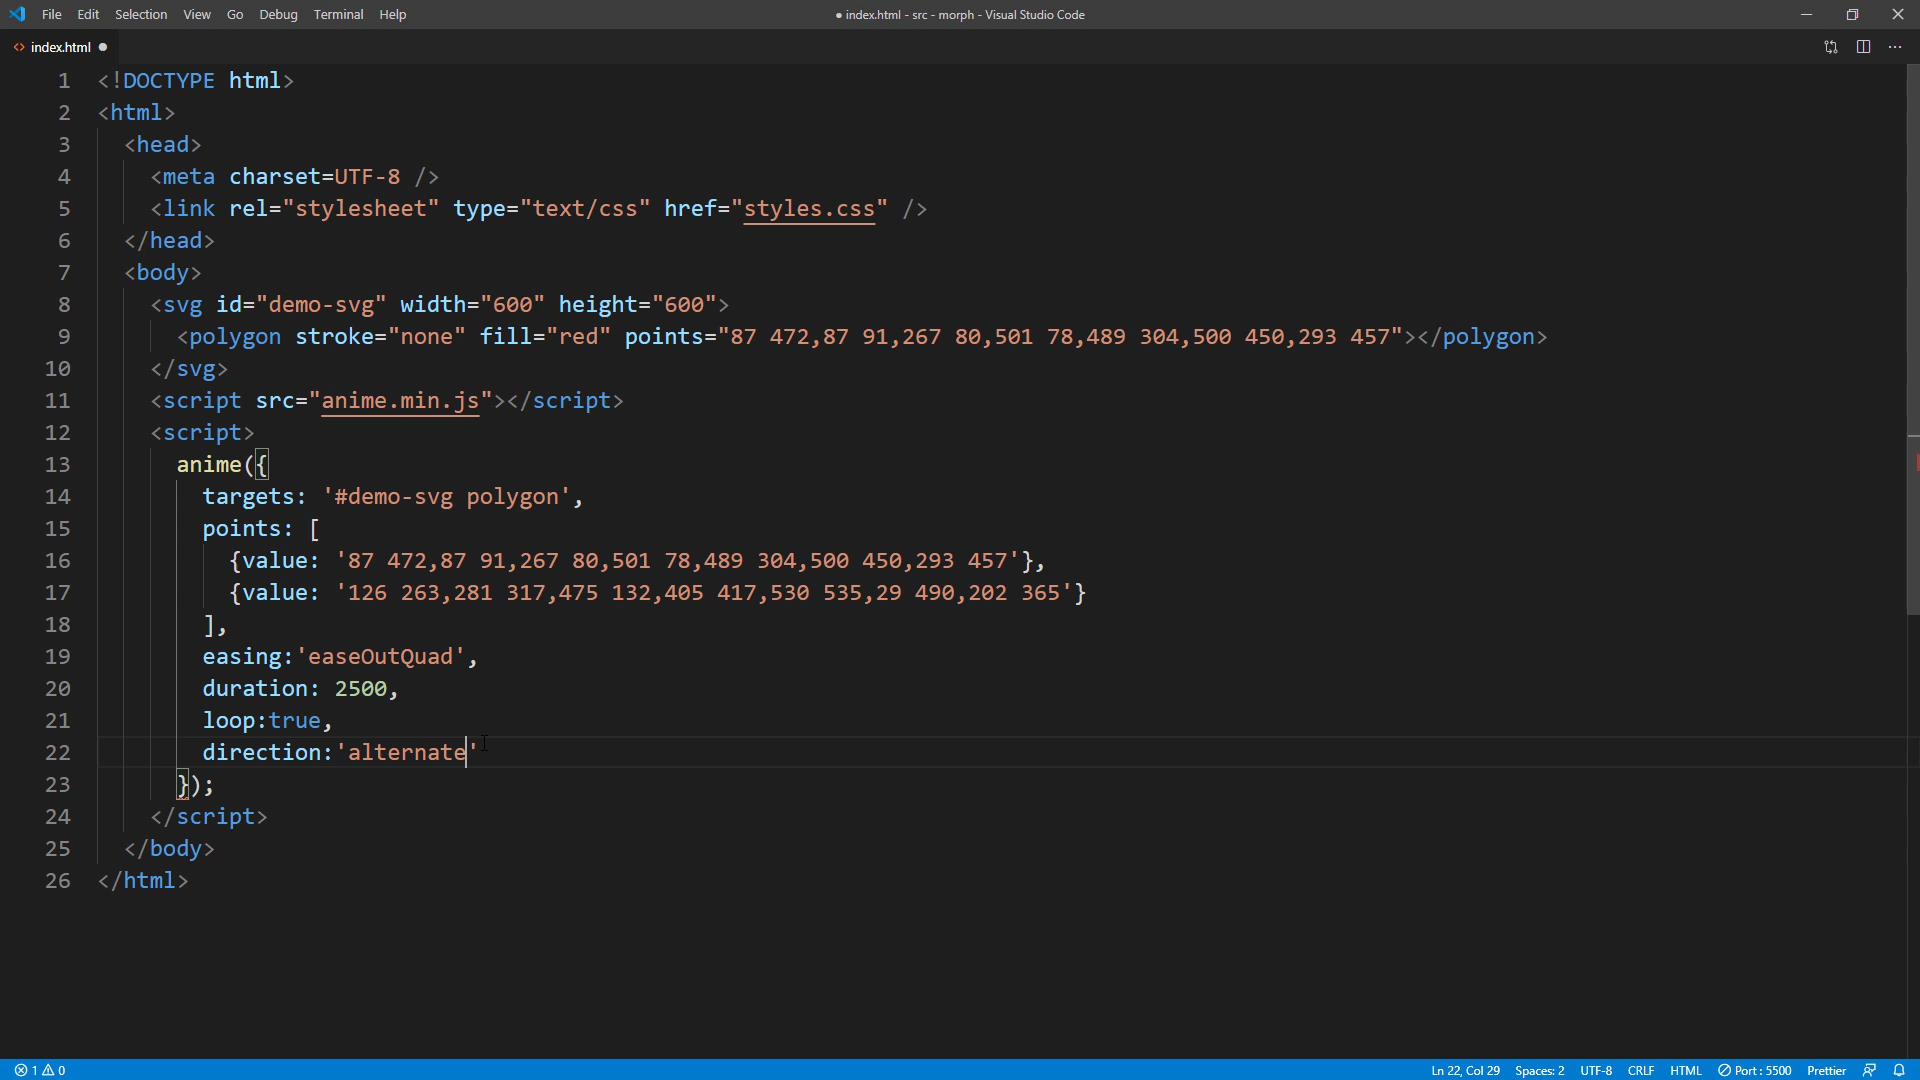 File Edit Selection View Go Debug Terminal Help
● index.html - src - morph - Visual Studio Code
<> index.html ●
1 <!DOCTYPE html>
2 <html>
3 <head>
4 <meta charset=UTF-8 />
5 <link rel="stylesheet" type="text/css" href="styles.css" />
6 </head>
7 <body>
8 <svg id="demo-svg" width="600" height="600">
9 <polygon stroke="none" fill="red" points="87 472,87 91,267 80,501 78,489 304,500 450,293 457"></polygon>
10 </svg>
11 <script src="anime.min.js"></script>
12 <script>
13 anime({
14 targets: '#demo-svg polygon',
15 points: [
16 {value: '87 472,87 91,267 80,501 78,489 304,500 450,293 457'},
17 {value: '126 263,281 317,475 132,405 417,530 535,29 490,202 365'}
18 ],
19 easing:'easeOutQuad',
20 duration: 2500,
21 loop:true,
22 direction:'alternate'
23 });
24 </script>
25 </body>
26 </html>
1 0 Ln 22, Col 29 Spaces: 2 UTF-8 CRLF HTML Port : 5500 Prettier